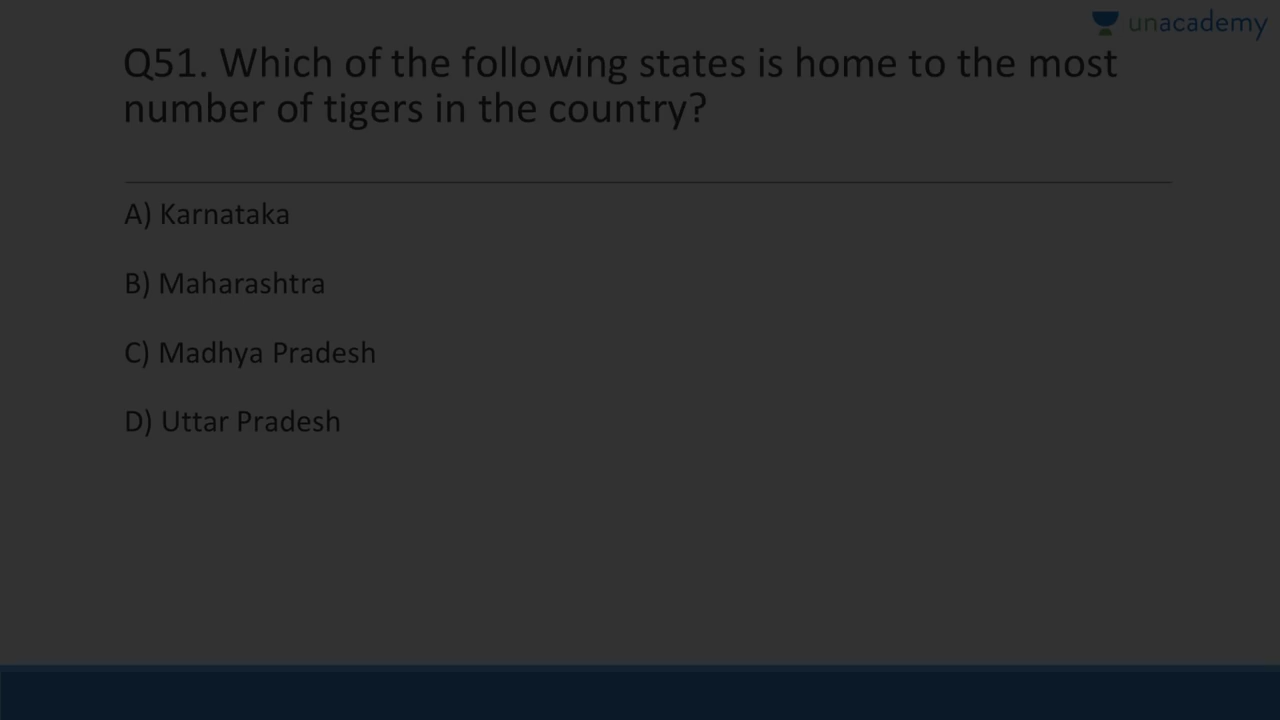 unacademy
Q51. Which of the following states is home to the most
number of tigers in the country?
A) Karnataka
B) Maharashtra
C) Madhya Pradesh
D) Uttar Pradesh